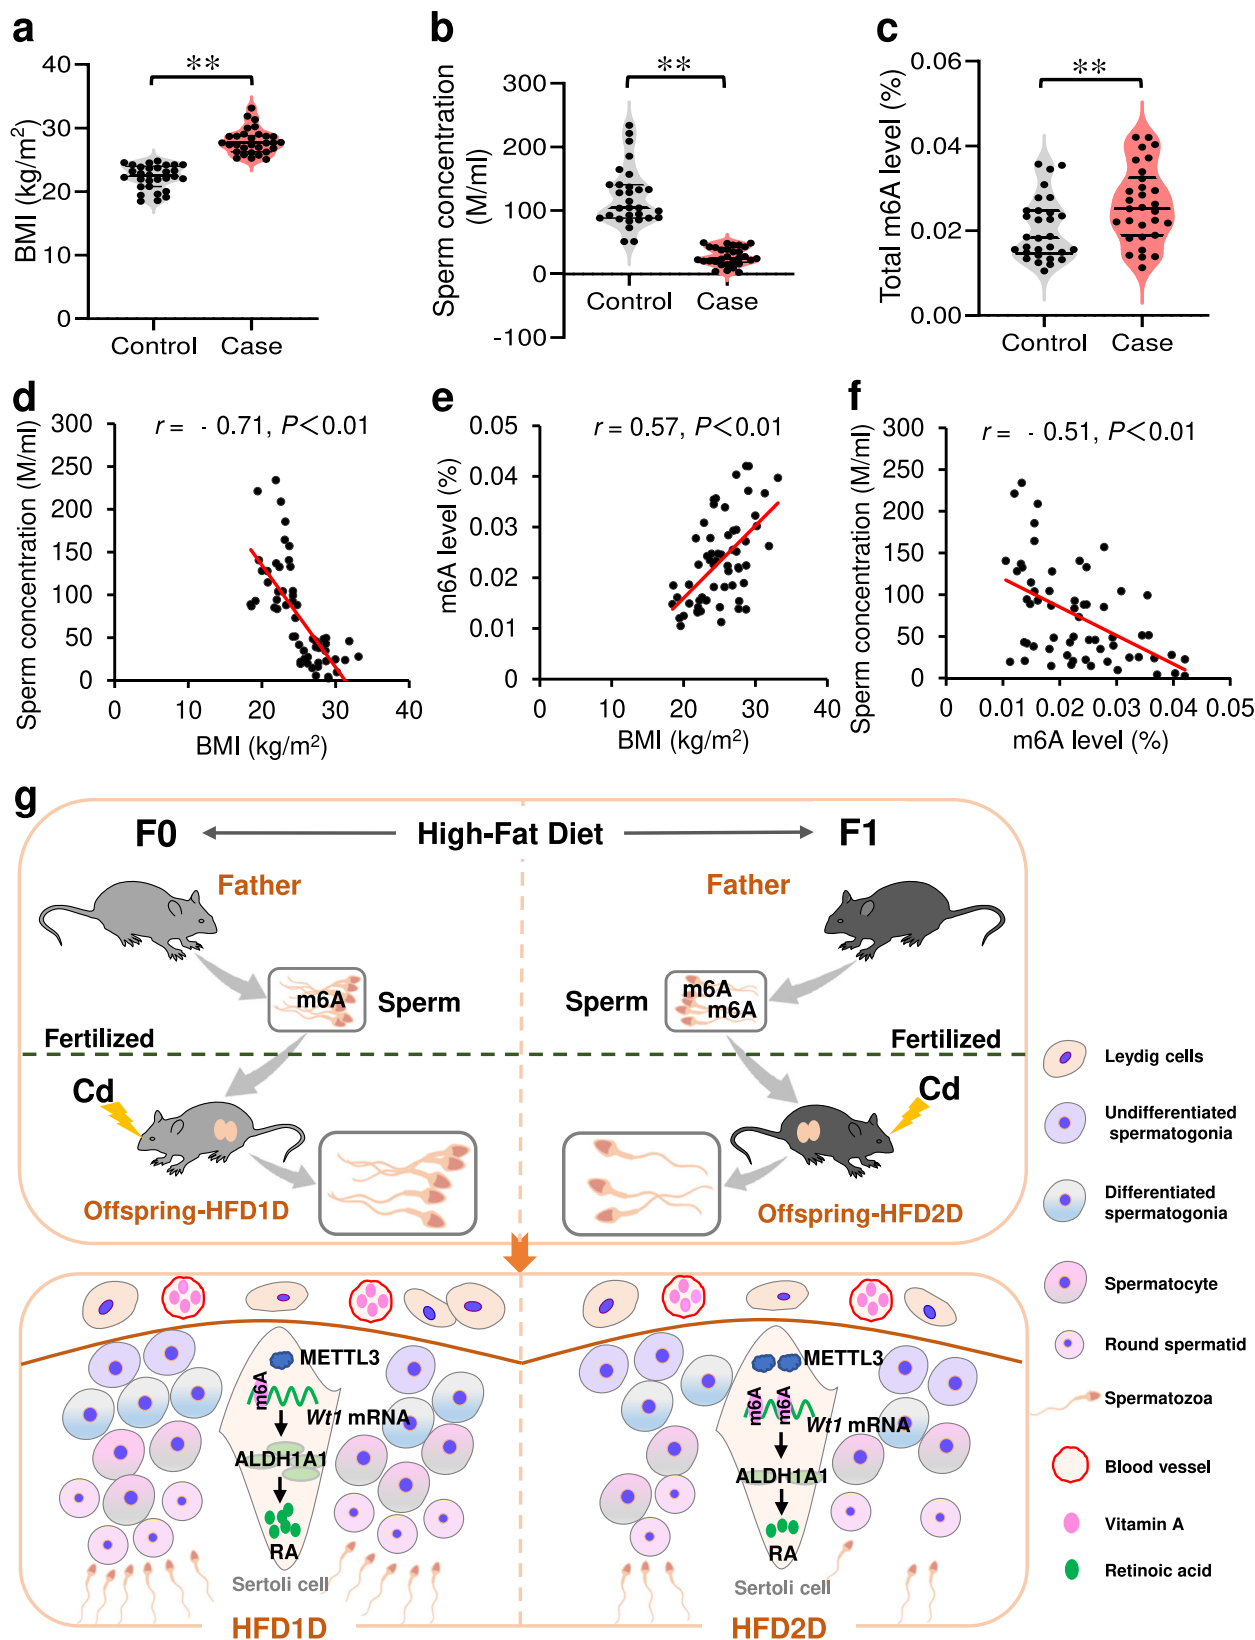 a
BMI (kg/m²)
40
30
20
10
0
**
Control
Case
b
Sperm concentration
(M/ml)
300
200
100
0
-100
**
Control
Case
c
Total m6A level (%)
0.06
0.04
0.02
0.00
**
Control
Case
d
r = - 0.71, P<0.01
Sperm concentration (M/ml)
300
250
200
150
100
50
0
0 10 20 30 40
BMI (kg/m²)
e
r = 0.57, P<0.01
m6A level (%)
0.05
0.04
0.03
0.02
0.01
0
0 10 20 30 40
BMI (kg/m²)
f
r = - 0.51, P<0.01
Sperm concentration (M/ml)
300
250
200
150
100
50
0
0 0.01 0.02 0.03 0.04 0.05
m6A level (%)
g
F0 High-Fat Diet F1
Father
Father
m6A
Sperm
Sperm
m6A
m6A
Fertilized
Fertilized
Cd
Cd
Offspring-HFD1D
Offspring-HFD2D
METTL3
m6A
Wt1 mRNA
ALDH1A1
RA
Sertoli cell
HFD1D
METTL3
m6A
m6A
Wt1 mRNA
ALDH1A1
RA
Sertoli cell
HFD2D
Leydig cells
Undifferentiated
spermatogonia
Differentiated
spermatogonia
Spermatocyte
Round spermatid
Spermatozoa
Blood vessel
Vitamin A
Retinoic acid